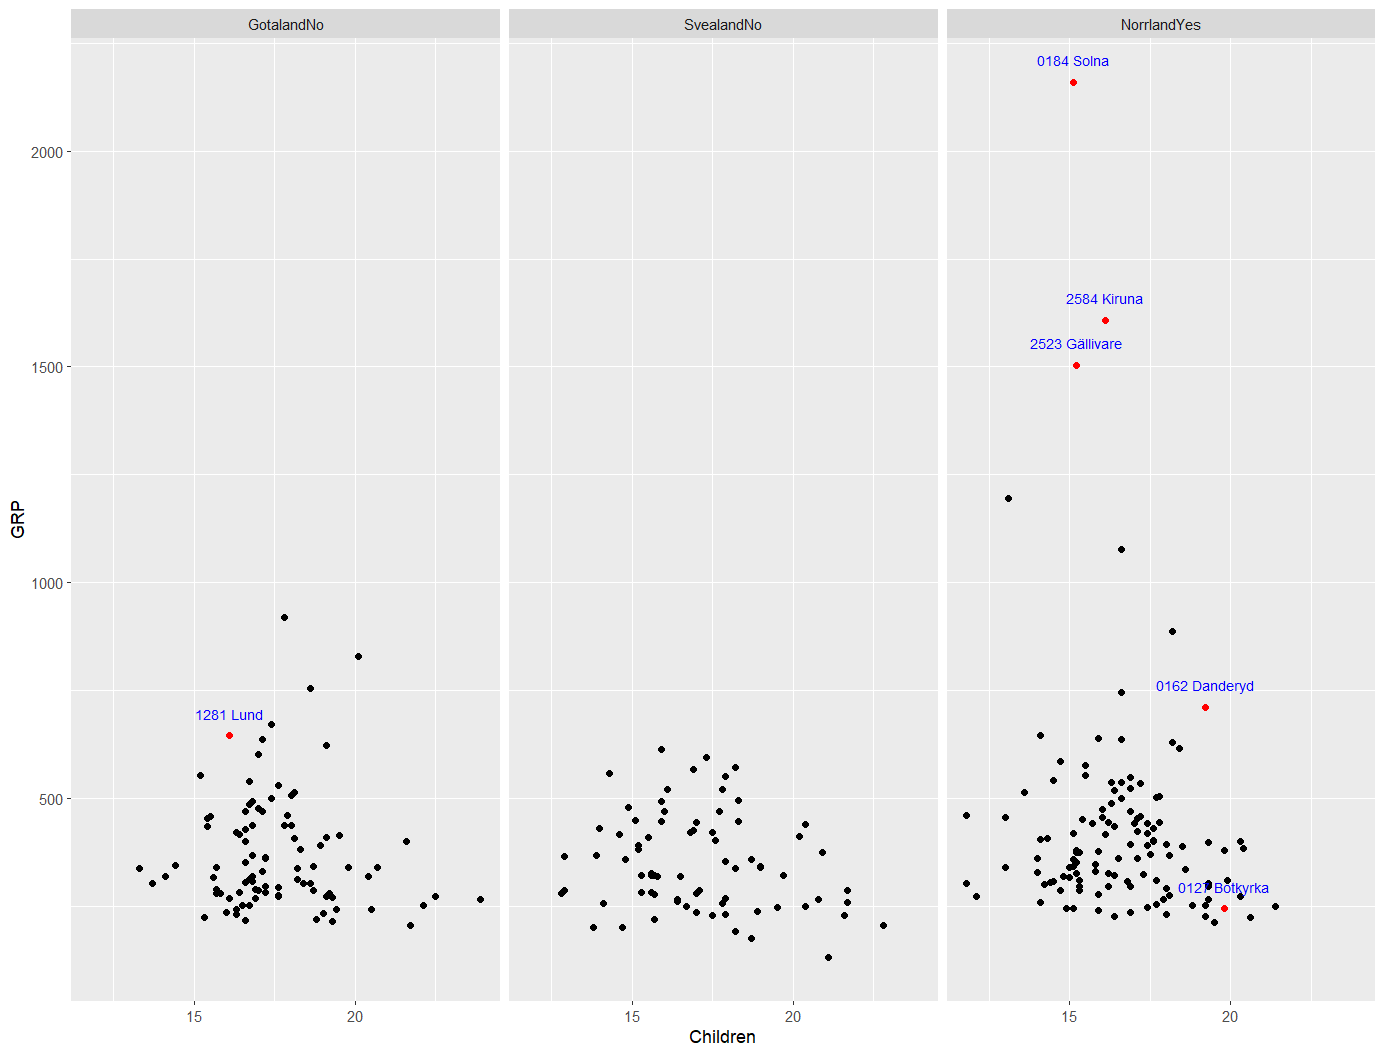 GotalandNo SvealandNo NorrlandYes
0184 Solna
2000
2584 Kiruna
2523 Gällivare
1500
1000
0162 Danderyd
1281 Lund
500
0127 Botkyrka
GRP
15 20 15 20 15 20
Children